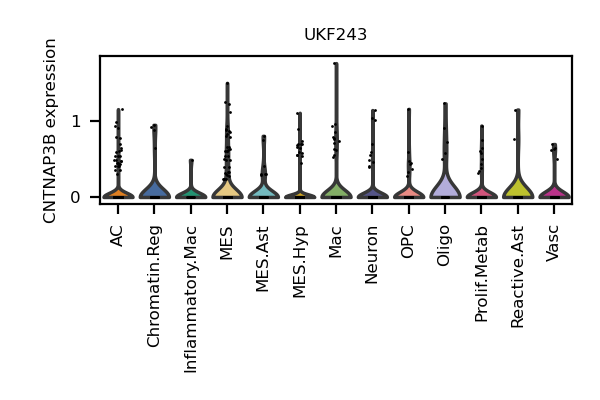 UKF243
CNTNAP3B expression
1
0
AC
Chromatin.Reg
Inflammatory.Mac
MES
MES.Ast
MES.Hyp
Mac
Neuron
OPC
Oligo
Prolif.Metab
Reactive.Ast
Vasc